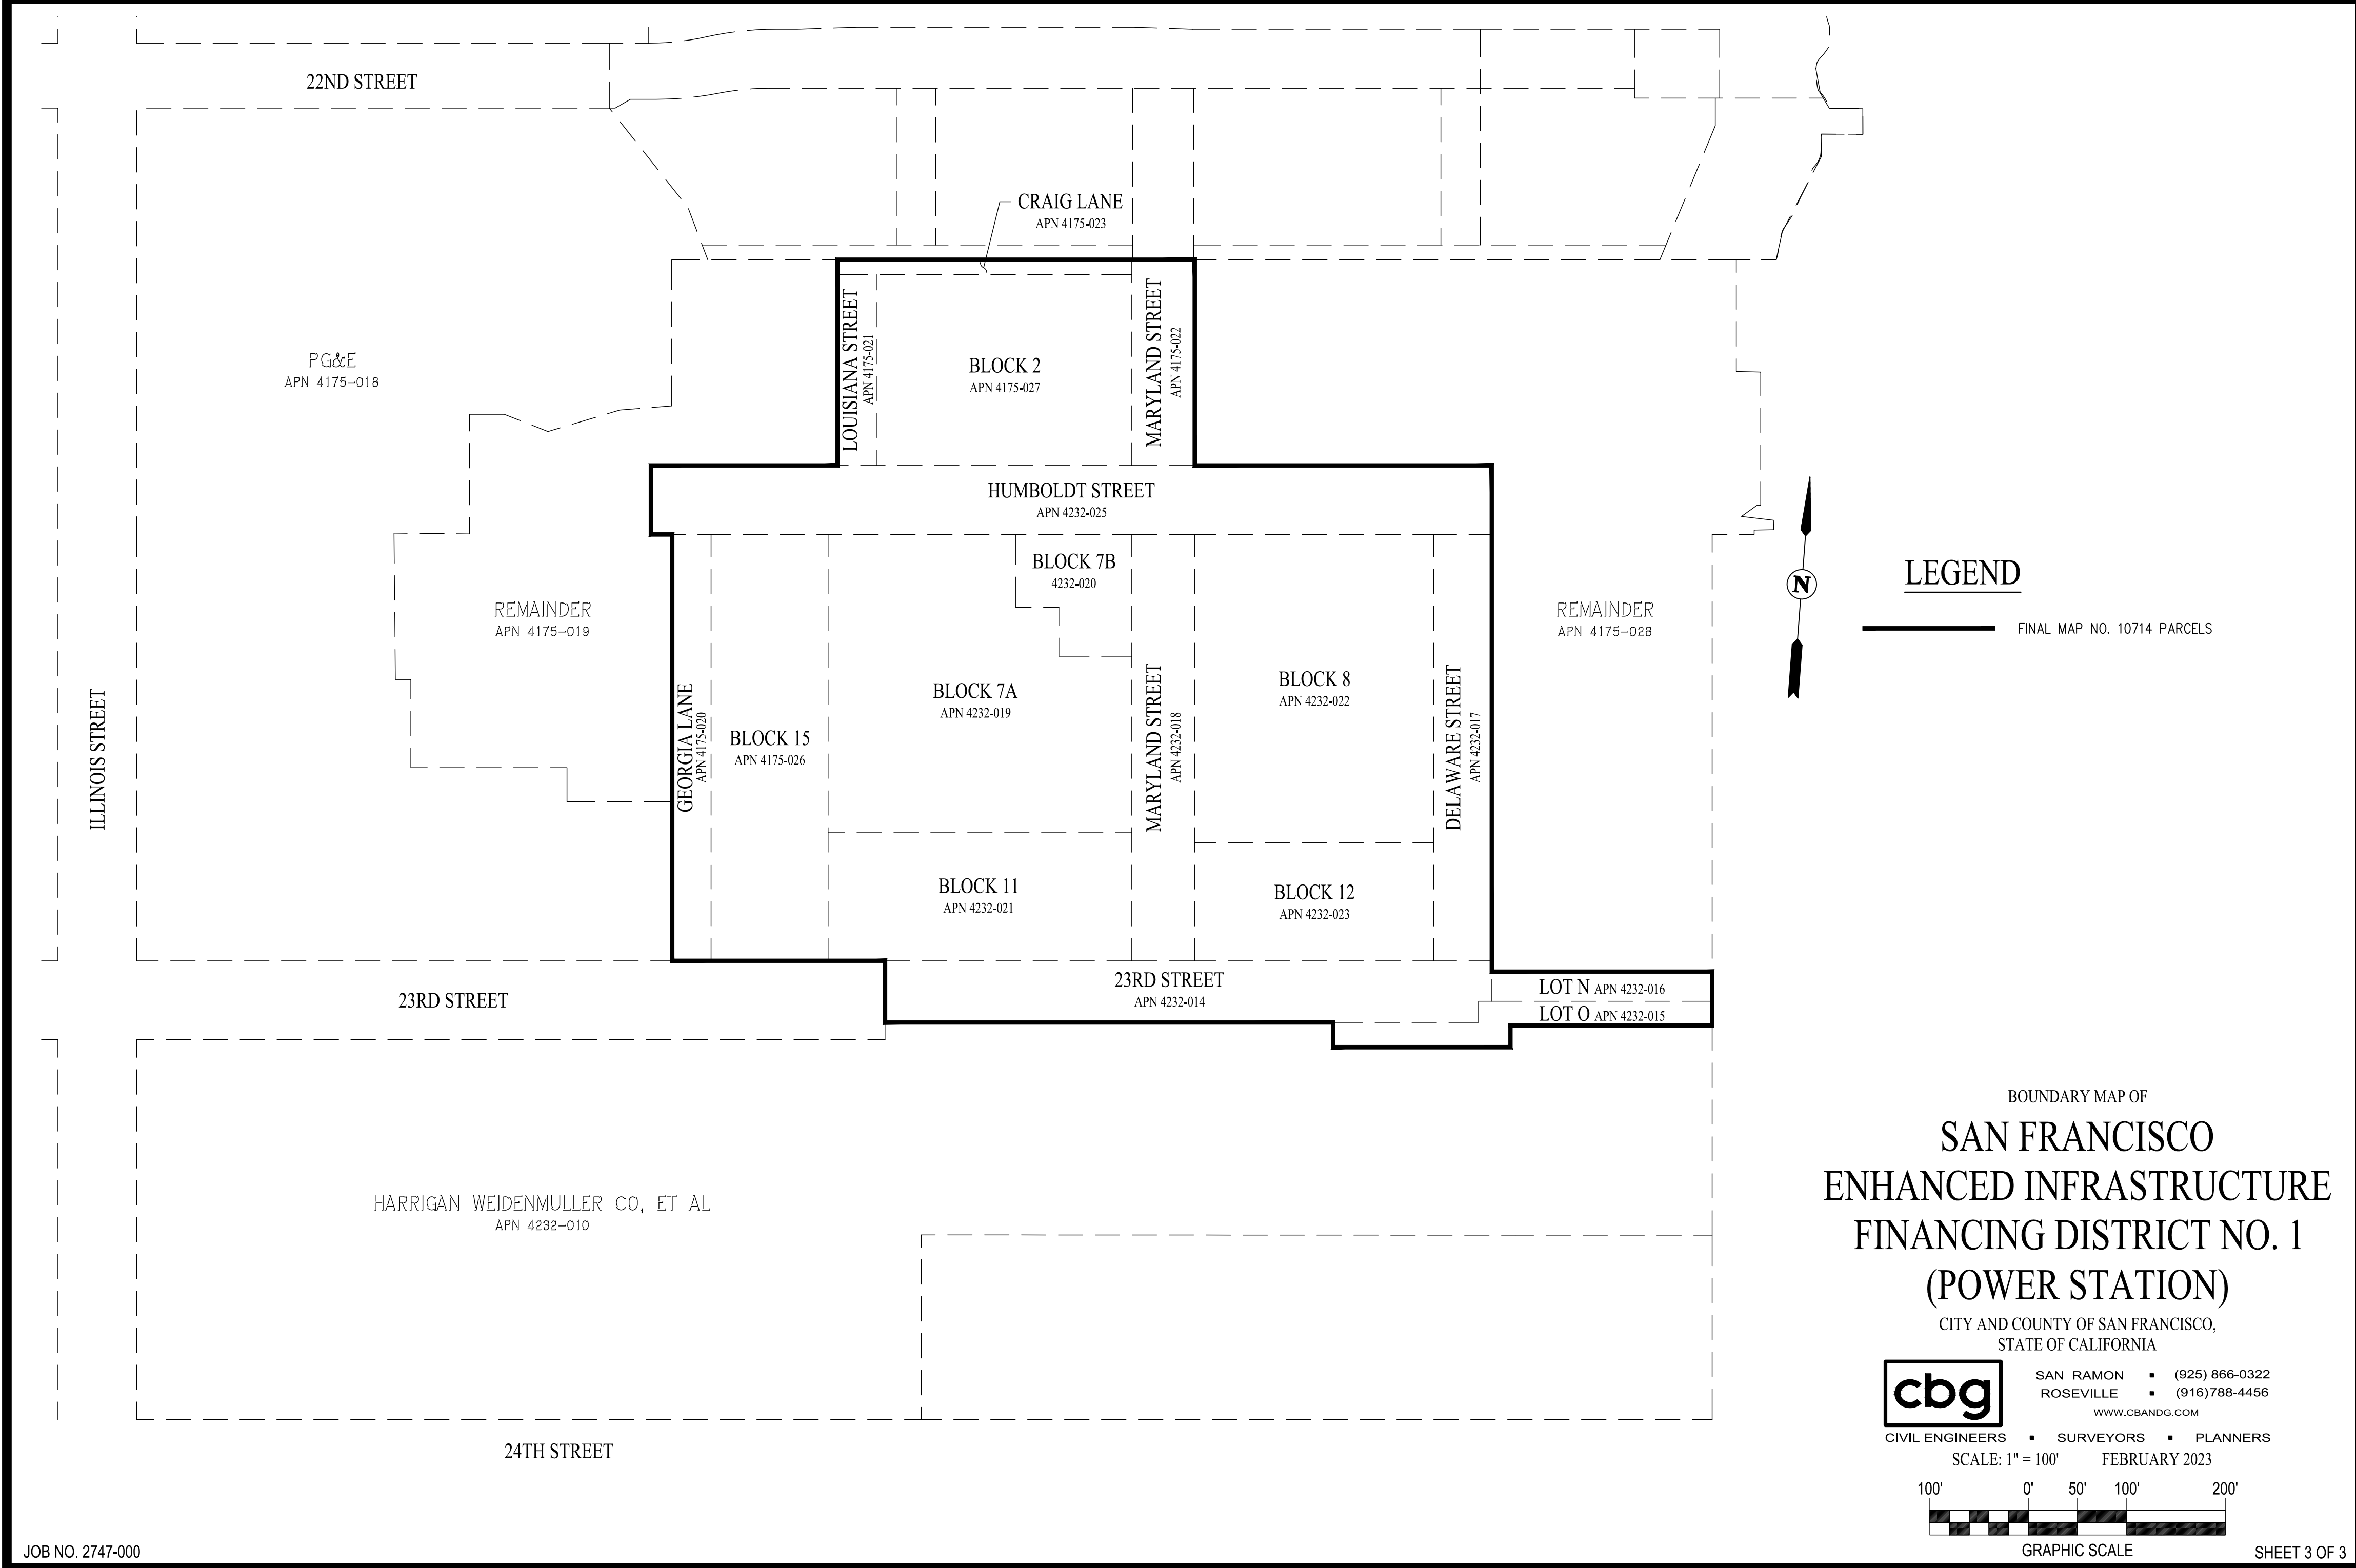 22ND STREET
CRAIG LANE
APN 4175-023
PG&E
APN 4175-018
LOUISIANA STREET
APN 4175-021
BLOCK 2
APN 4175-027
MARYLAND STREET
APN 4175-022
HUMBOLDT STREET
APN 4232-025
BLOCK 7B
4232-020
REMAINDER
APN 4175-019
REMAINDER
APN 4175-028
N
LEGEND
FINAL MAP NO. 10714 PARCELS
ILLINOIS STREET
GEORGIA LANE
APN 4175-020
BLOCK 15
APN 4175-026
BLOCK 7A
APN 4232-019
MARYLAND STREET
APN 4232-018
BLOCK 8
APN 4232-022
DELAWARE STREET
APN 4232-017
BLOCK 11
APN 4232-021
BLOCK 12
APN 4232-023
23RD STREET
23RD STREET
APN 4232-014
LOT N APN 4232-016
LOT O APN 4232-015
HARRIGAN WEIDENMULLER CO, ET AL
APN 4232-010
24TH STREET
BOUNDARY MAP OF
SAN FRANCISCO
ENHANCED INFRASTRUCTURE
FINANCING DISTRICT NO. 1
(POWER STATION)
CITY AND COUNTY OF SAN FRANCISCO,
STATE OF CALIFORNIA
cbg
SAN RAMON ▪ (925) 866-0322
ROSEVILLE ▪ (916)788-4456
WWW.CBANDG.COM
CIVIL ENGINEERS ▪ SURVEYORS ▪ PLANNERS
SCALE: 1" = 100' FEBRUARY 2023
100' 0' 50' 100' 200'
GRAPHIC SCALE
JOB NO. 2747-000
SHEET 3 OF 3